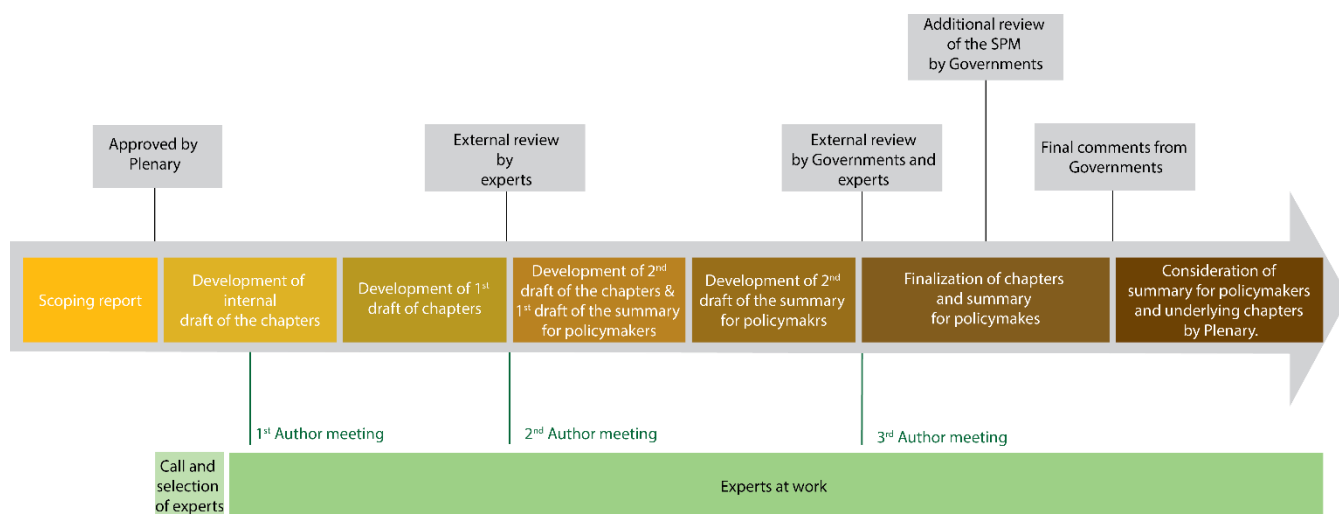 Additional review
of the SPM
by Governments
Approved by
Plenary
External review
by
experts
External review
by Governments and
experts
Final comments from
Governments
Scoping report
Development of
internal
draft of the chapters
Development of 1st
draft of chapters
Development of 2nd
draft of the chapters &
1st draft of the summary
for policymakers
Development of 2nd
draft of the summary
for policymakrs
Finalization of chapters
and summary
for policymakes
Consideration of
summary for policymakers
and underlying chapters
by Plenary.
1st Author meeting
2nd Author meeting
3rd Author meeting
Call and
selection
of experts
Experts at work